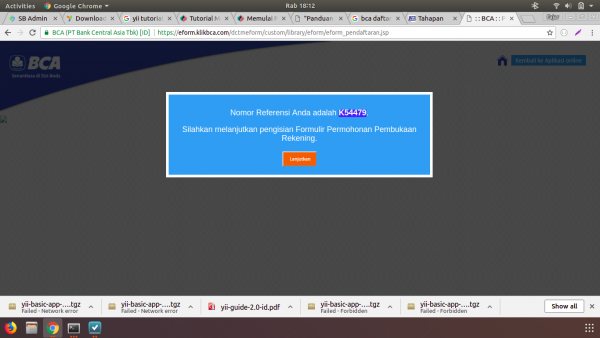 Activities
Google Chrome ▾
Rab 18:12
SB Admin
Download
yii tutorial
Tutorial M
Memulai F
"Panduan
bca daftar
Tahapan
::: BCA :::
Fajar
BCA (PT Bank Central Asia Tbk) [ID] | https://eform.klikbca.com/dctmeform/custom/library/eform/eform_pendaftaran.jsp
BCA
Senantiasa di Sisi Anda
Kembali ke Aplikasi online
Nomor Referensi Anda adalah K54479.
Silahkan melanjutkan pengisian Formulir Permohonan Pembukaan
Rekening.
Lanjutkan
yii-basic-app-....tgz
Failed - Network error
yii-basic-app-....tgz
Failed - Network error
yii-guide-2.0-id.pdf
yii-basic-app-....tgz
Failed - Forbidden
yii-basic-app-....tgz
Failed - Forbidden
Show all